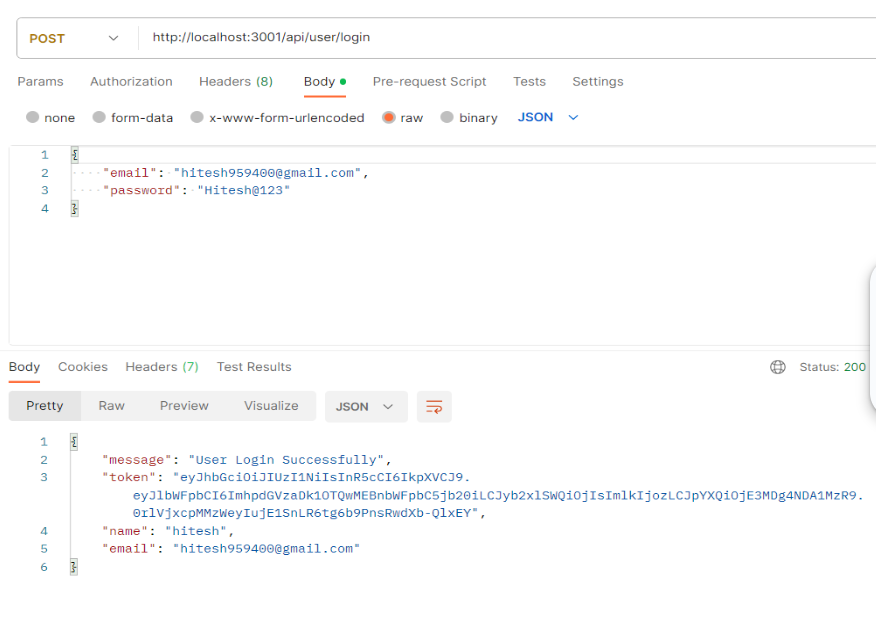 POST http://localhost:3001/api/user/login
Params Authorization Headers (8) Body Pre-request Script Tests Settings
none form-data x-www-form-urlencoded raw binary JSON
1 {
2 "email": "hitesh959400@gmail.com",
3 "password": "Hitesh@123"
4 }
Body Cookies Headers (7) Test Results Status: 200
Pretty Raw Preview Visualize JSON
1 {
2 "message": "User Login Successfully",
3 "token": "eyJhbGciOiJIUzI1NiIsInR5cCI6IkpXVCJ9.
eyJlbWFpbCI6ImhpdGVzaDk1OTQwMEBnbWFpbC5jb20iLCJyb2xlSWQiOjIsImlkIjozLCJpYXQiOjE3MDg4NDA1MzR9.
0rlVjxcpMMzWeyIujE1SnLR6tg6b9PnsRwdXb-QlxEY",
4 "name": "hitesh",
5 "email": "hitesh959400@gmail.com"
6 }